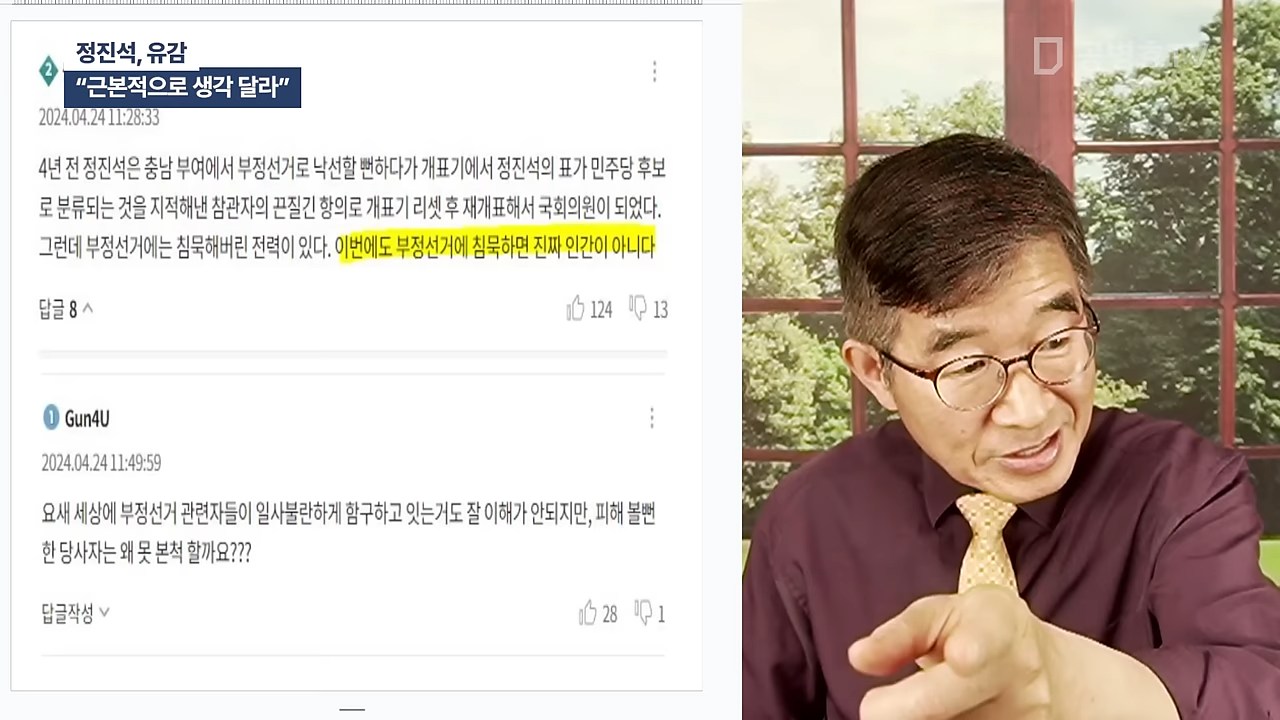 정진석, 유감
“근본적으로 생각 달라”
2
2024.04.24 11:28:33
4년 전 정진석은 충남 부여에서 부정선거로 낙선할 뻔하다가 개표기에서 정진석의 표가 민주당 후보
로 분류되는 것을 지적해낸 참관자의 끈질긴 항의로 개표기 리셋 후 재개표해서 국회의원이 되었다.
그런데 부정선거에는 침묵해버린 전력이 있다. 이번에도 부정선거에 침묵하면 진짜 인간이 아니다
답글 8
124 13
1 Gun4U
2024.04.24 11:49:59
요새 세상에 부정선거 관련자들이 일사불란하게 함구하고 잇는거도 잘 이해가 안되지만, 피해 볼뻔
한 당사자는 왜 못 본척 할까요???
답글작성
28 1